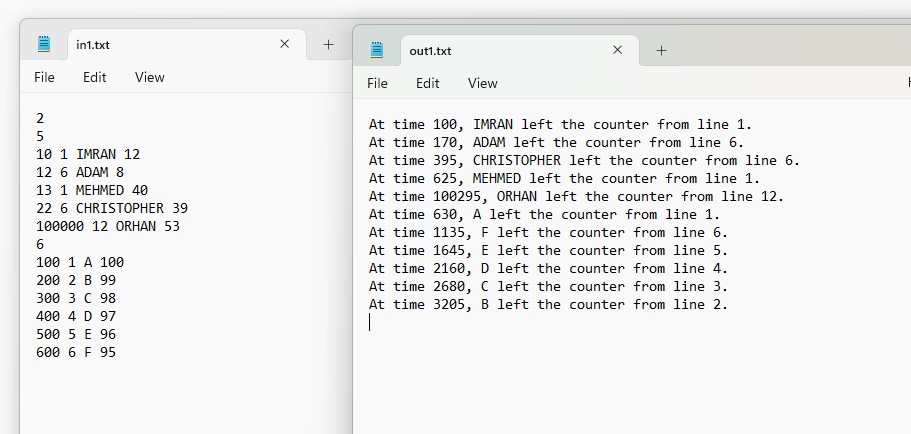 in1.txt
File Edit View
2
5
10 1 IMRAN 12
12 6 ADAM 8
13 1 MEHMED 40
22 6 CHRISTOPHER 39
100000 12 ORHAN 53
6
100 1 A 100
200 2 B 99
300 3 C 98
400 4 D 97
500 5 E 96
600 6 F 95
out1.txt
File Edit View
At time 100, IMRAN left the counter from line 1.
At time 170, ADAM left the counter from line 6.
At time 395, CHRISTOPHER left the counter from line 6.
At time 625, MEHMED left the counter from line 1.
At time 100295, ORHAN left the counter from line 12.
At time 630, A left the counter from line 1.
At time 1135, F left the counter from line 6.
At time 1645, E left the counter from line 5.
At time 2160, D left the counter from line 4.
At time 2680, C left the counter from line 3.
At time 3205, B left the counter from line 2.